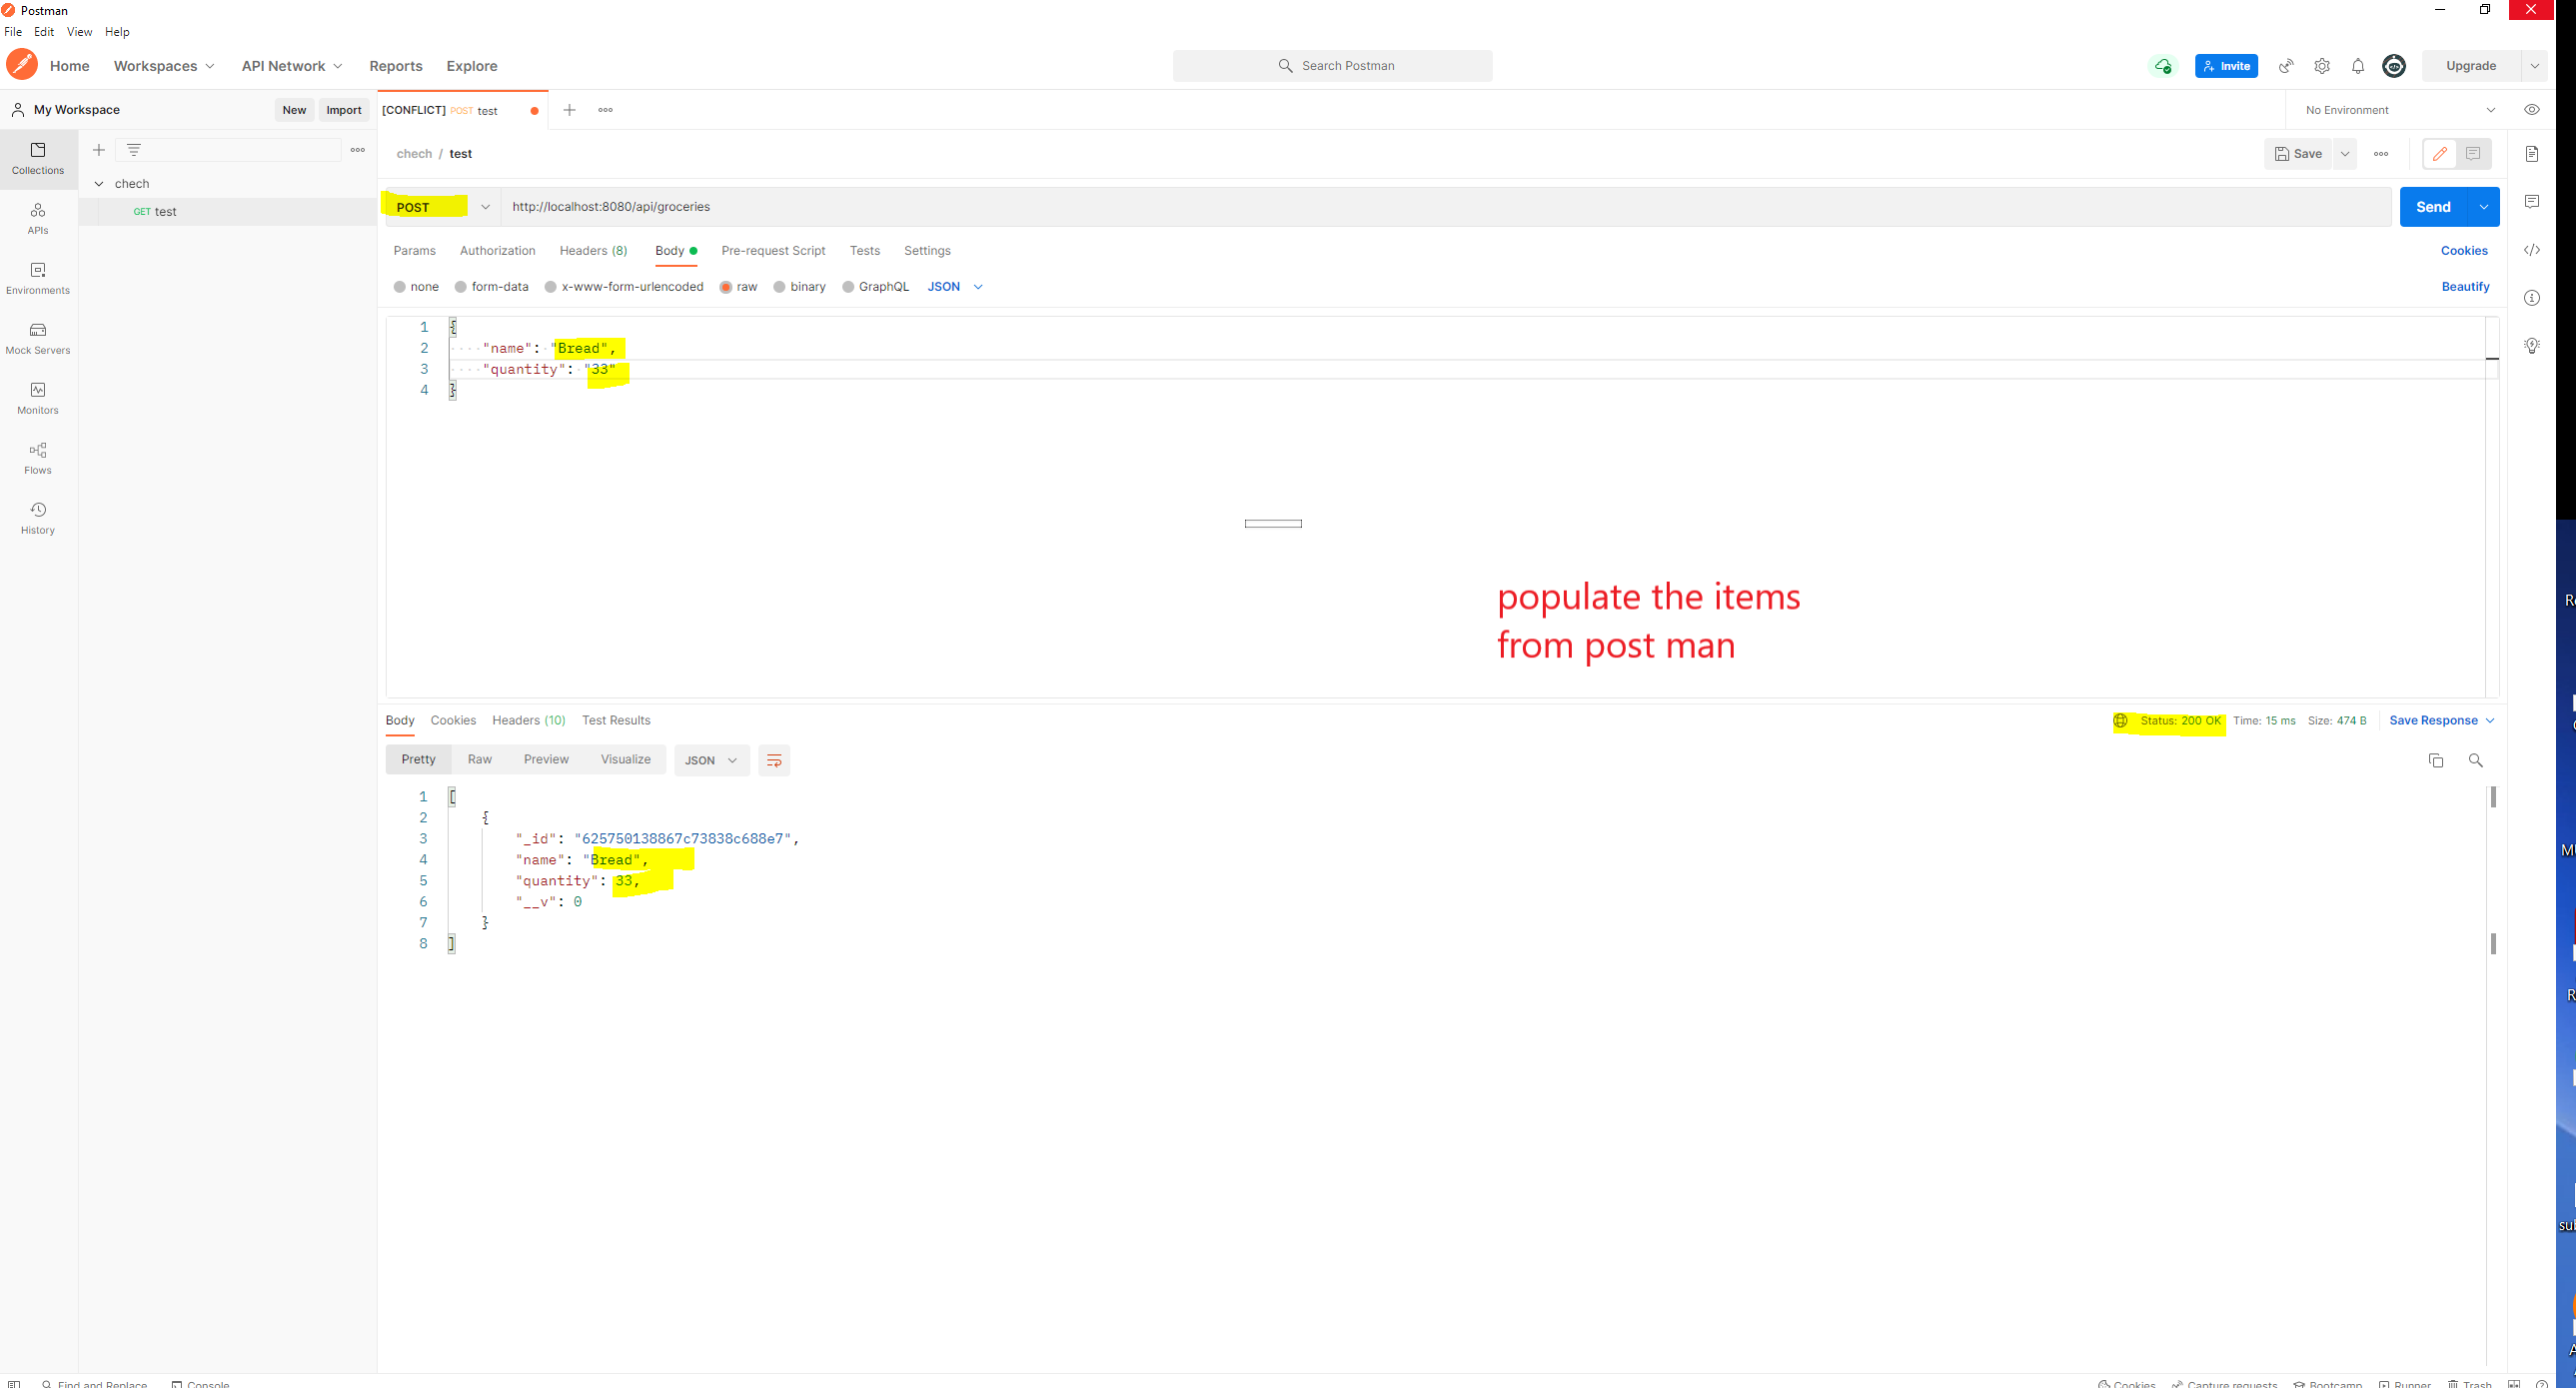 Postman
File Edit View Help
Home Workspaces API Network Reports Explore
Search Postman
Invite
Upgrade
My Workspace
New Import
[CONFLICT] POST test
No Environment
Collections
APIs
Environments
Mock Servers
Monitors
Flows
History
chech
GET test
chech / test
Save
POST http://localhost:8080/api/groceries
Send
Params Authorization Headers (8) Body Pre-request Script Tests Settings
Cookies
none form-data x-www-form-urlencoded raw binary GraphQL JSON
Beautify
1 {
2 "name": "Bread",
3 "quantity": "33"
4 }
populate the items
from post man
Body Cookies Headers (10) Test Results
Status: 200 OK Time: 15 ms Size: 474 B Save Response
Pretty Raw Preview Visualize JSON
1 [
2 {
3 "_id": "625750138867c73838c688e7",
4 "name": "Bread",
5 "quantity": 33,
6 "__v": 0
7 }
8 ]
Find and Replace Console
Cookies Capture requests Bootcamp Runner Trash